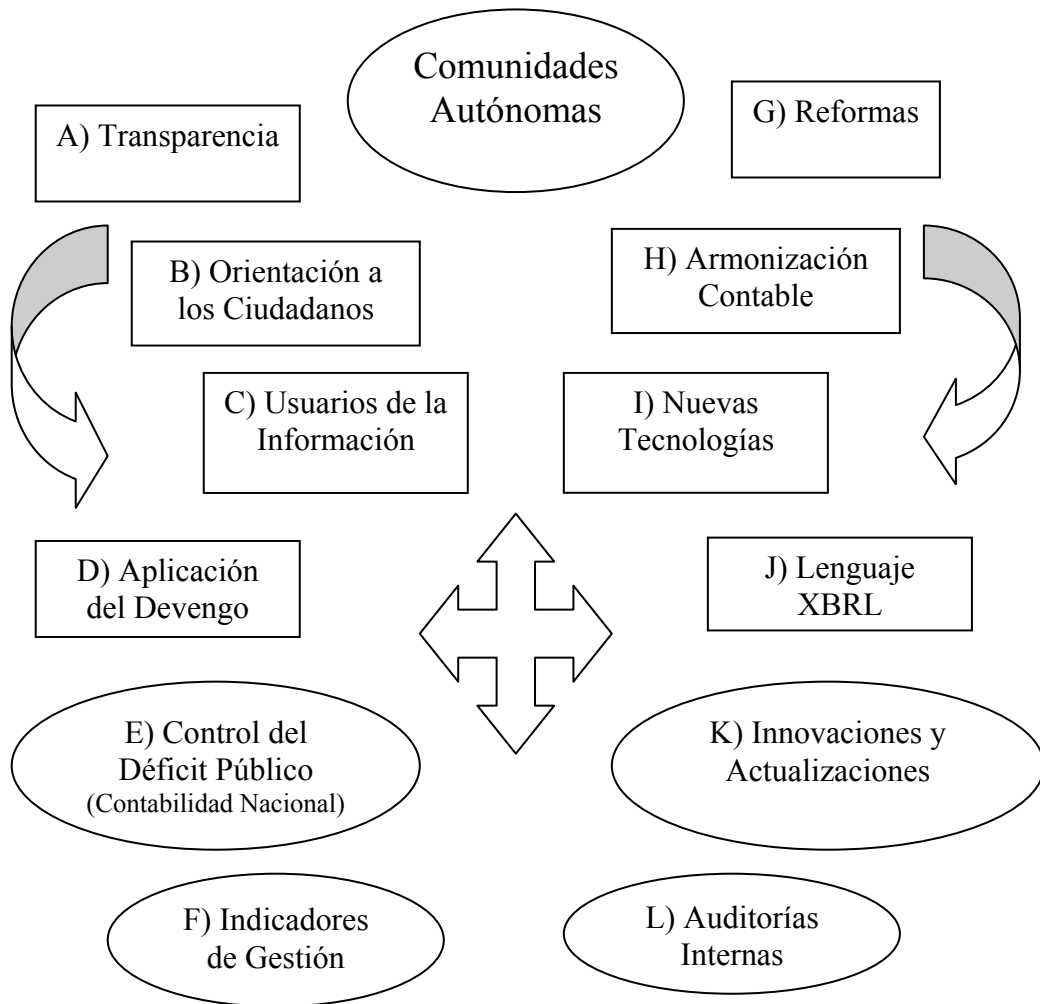 Comunidades
Autónomas
A) Transparencia
G) Reformas
B) Orientación a
los Ciudadanos
H) Armonización
Contable
C) Usuarios de la
Información
I) Nuevas
Tecnologías
D) Aplicación
del Devengo
J) Lenguaje
XBRL
E) Control del
Déficit Público
(Contabilidad Nacional)
K) Innovaciones y
Actualizaciones
F) Indicadores
de Gestión
L) Auditorías
Internas